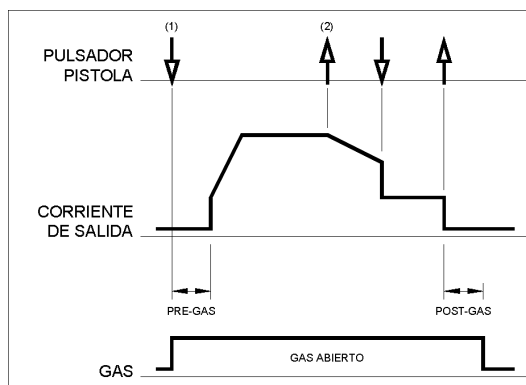 (1)
(2)
PULSADOR
PISTOLA
CORRIENTE
DE SALIDA
PRE-GAS
POST-GAS
GAS ABIERTO
GAS